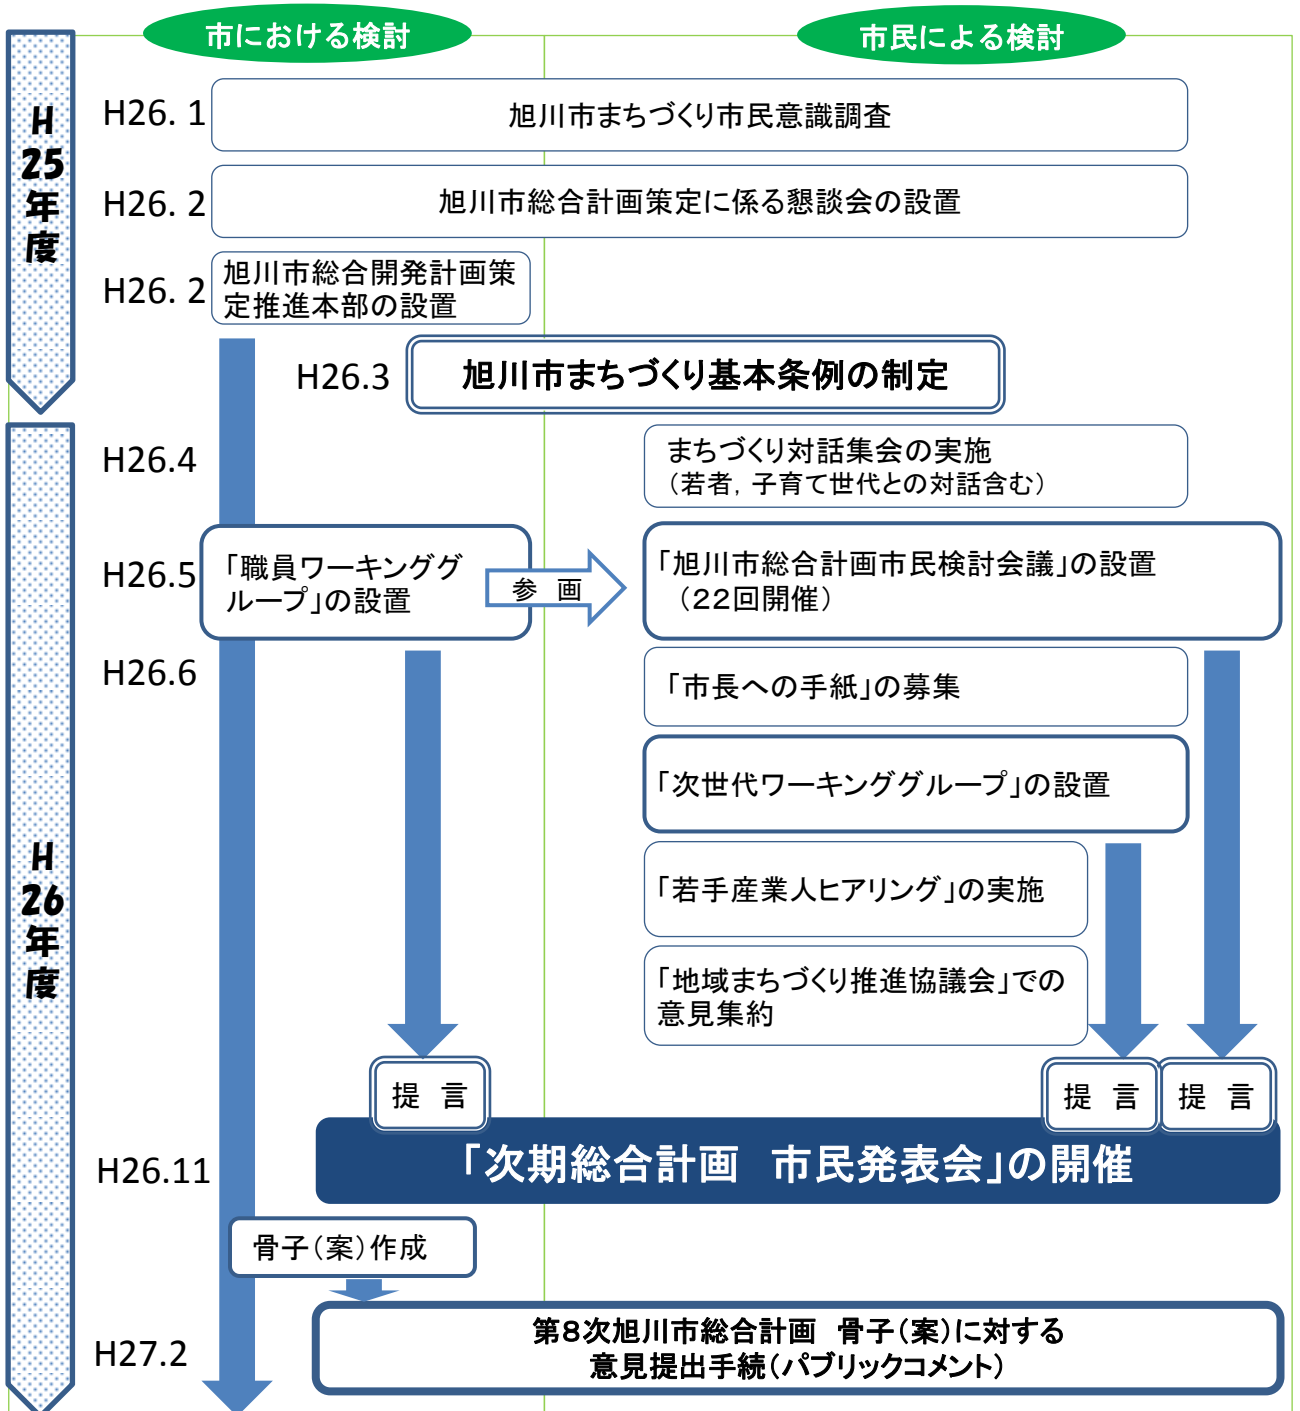 市における検討
市民による検討
H
25
年
度
H26. 1
旭川市まちづくり市民意識調査
H26. 2
旭川市総合計画策定に係る懇談会の設置
H26. 2
旭川市総合開発計画策
定推進本部の設置
H26.3
旭川市まちづくり基本条例の制定
H
26
年
度
H26.4
まちづくり対話集会の実施
（若者，子育て世代との対話含む）
H26.5
「職員ワーキンググ
ループ」の設置
参　画
「旭川市総合計画市民検討会議」の設置
（２２回開催）
H26.6
「市長への手紙」の募集
「次世代ワーキンググループ」の設置
「若手産業人ヒアリング」の実施
「地域まちづくり推進協議会」での
意見集約
提　言
提　言
提　言
H26.11
「次期総合計画　市民発表会」の開催
骨子（案）作成
H27.2
第８次旭川市総合計画　骨子（案）に対する
意見提出手続（パブリックコメント）